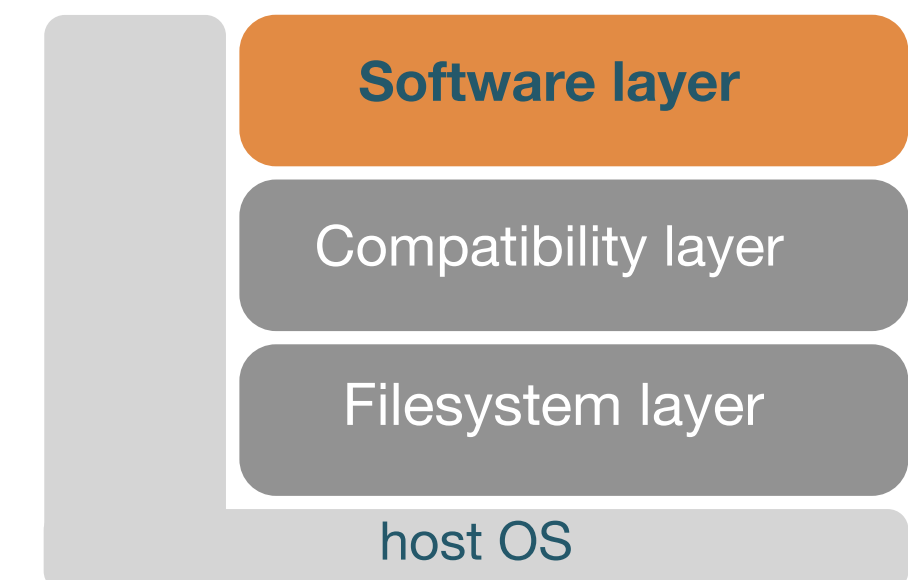 Software layer
Compatibility layer
Filesystem layer
host OS